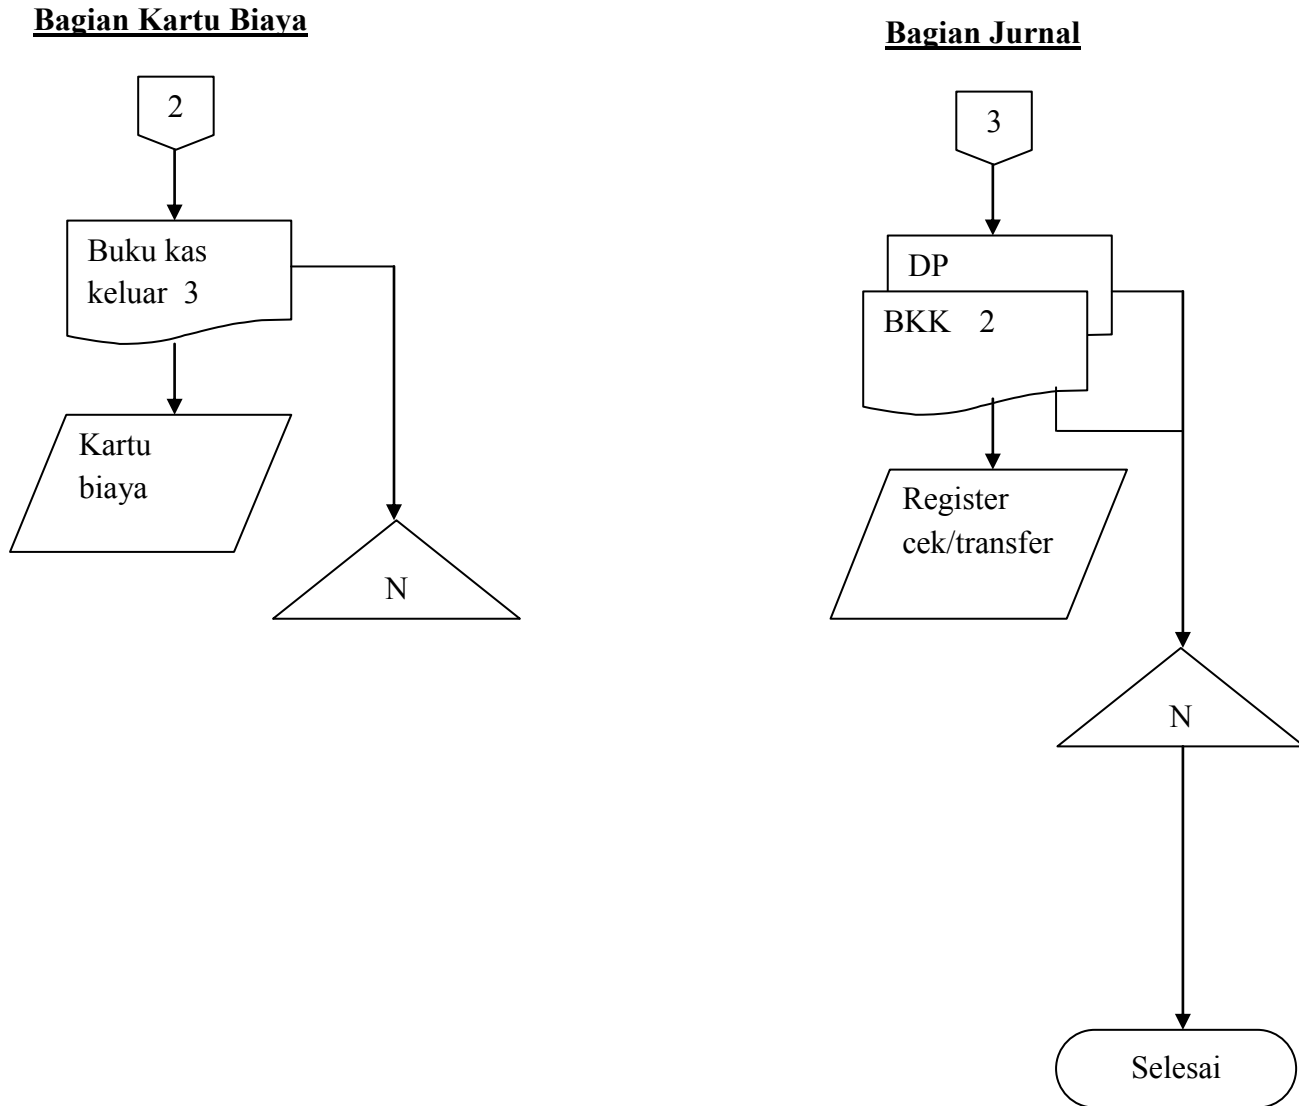 Bagian Kartu Biaya
2
Buku kas
keluar 3
Kartu
biaya
N
Bagian Jurnal
3
DP
BKK 2
Register
cek/transfer
N
Selesai